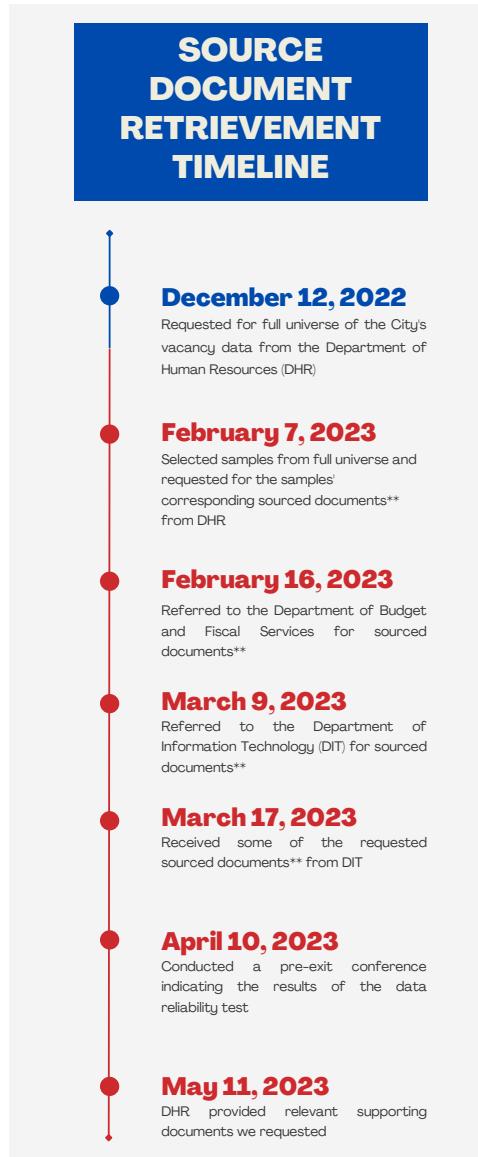 SOURCE
DOCUMENT
RETRIEVEMENT
TIMELINE
December 12, 2022
Requested for full universe of the City's
vacancy data from the Department of
Human Resources (DHR)
February 7, 2023
Selected samples from full universe and
requested for the samples'
corresponding sourced documents**
from DHR
February 16, 2023
Referred to the Department of Budget
and Fiscal Services for sourced
documents**
March 9, 2023
Referred to the Department of
Information Technology (DIT) for sourced
documents**
March 17, 2023
Received some of the requested
sourced documents** from DIT
April 10, 2023
Conducted a pre-exit conference
indicating the results of the data
reliability test
May 11, 2023
DHR provided relevant supporting
documents we requested